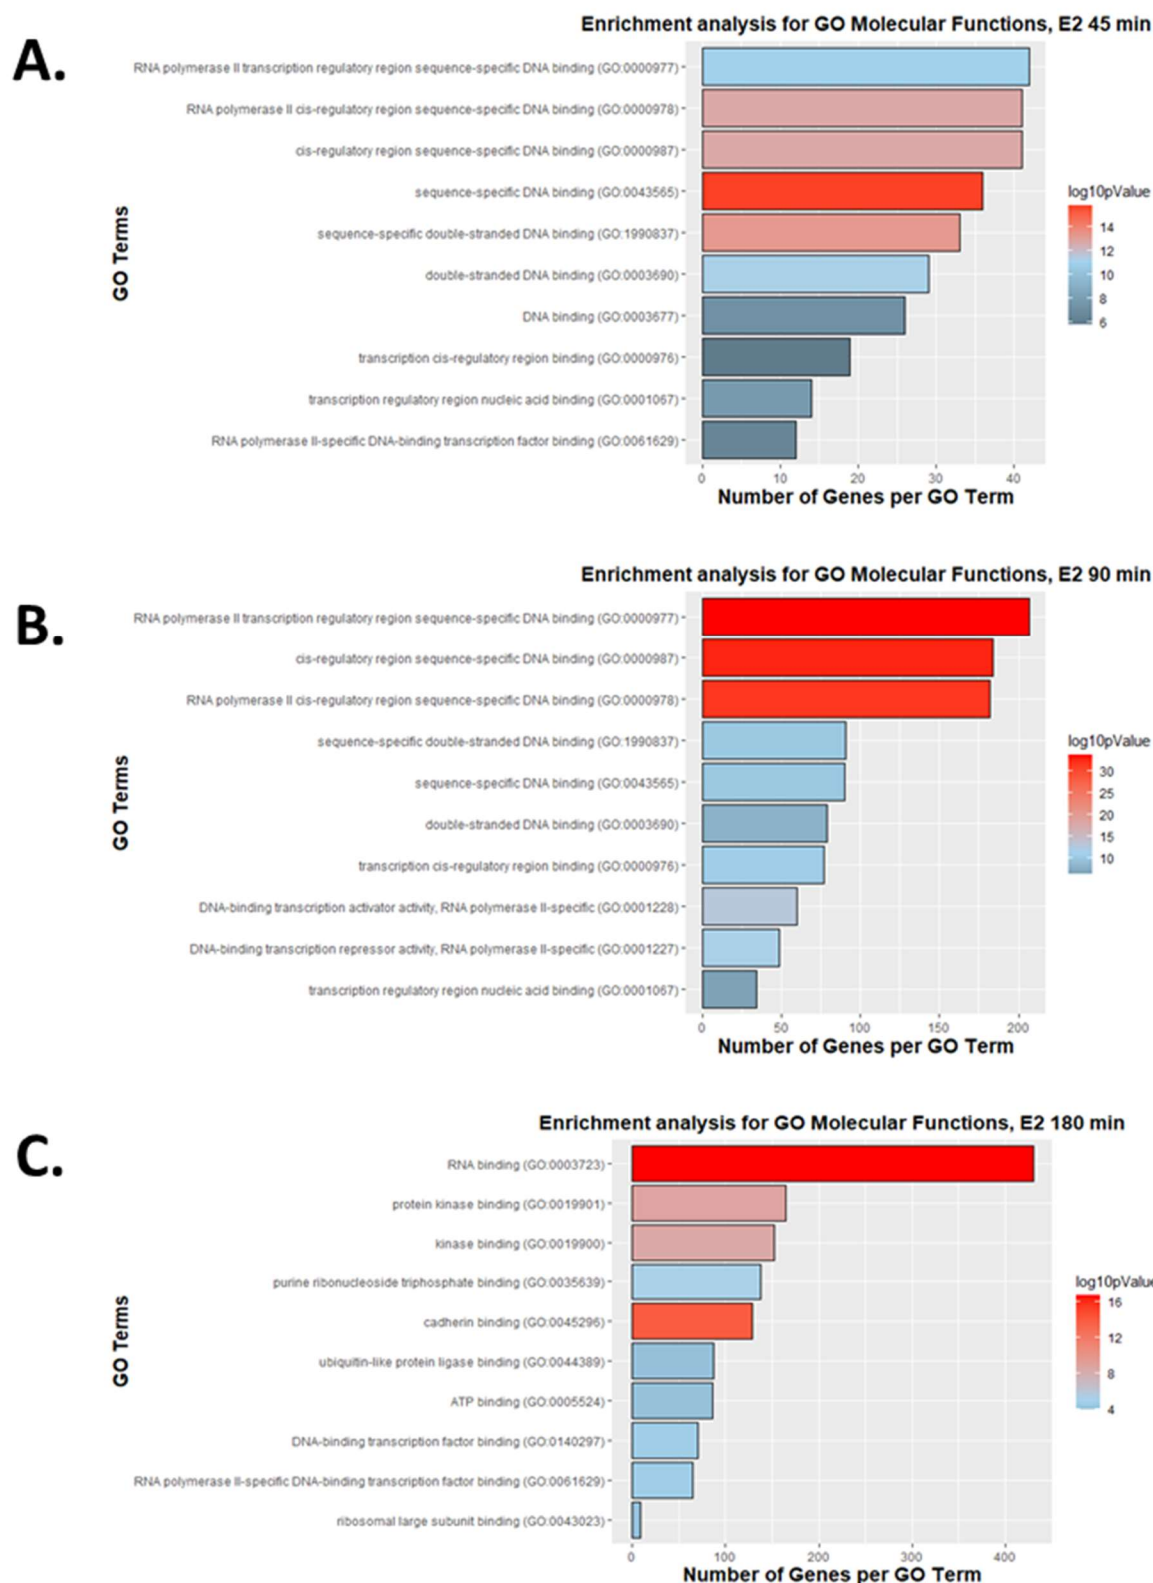 Enrichment analysis for GO Molecular Functions, E2 45 min
A.
RNA polymerase II transcription regulatory region sequence-specific DNA binding (GO:0000977)
RNA polymerase II cis-regulatory region sequence-specific DNA binding (GO:0000978)
cis-regulatory region sequence-specific DNA binding (GO:0000987)
sequence-specific DNA binding (GO:0043565)
sequence-specific double-stranded DNA binding (GO:1990837)
double-stranded DNA binding (GO:0003690)
DNA binding (GO:0003677)
transcription cis-regulatory region binding (GO:0000976)
transcription regulatory region nucleic acid binding (GO:0001067)
RNA polymerase II-specific DNA-binding transcription factor binding (GO:0061629)
GO Terms
log10pValue
14
12
10
8
6
0 10 20 30 40
Number of Genes per GO Term
Enrichment analysis for GO Molecular Functions, E2 90 min
B.
RNA polymerase II transcription regulatory region sequence-specific DNA binding (GO:0000977)
cis-regulatory region sequence-specific DNA binding (GO:0000987)
RNA polymerase II cis-regulatory region sequence-specific DNA binding (GO:0000978)
sequence-specific double-stranded DNA binding (GO:1990837)
sequence-specific DNA binding (GO:0043565)
double-stranded DNA binding (GO:0003690)
transcription cis-regulatory region binding (GO:0000976)
DNA-binding transcription activator activity, RNA polymerase II-specific (GO:0001228)
DNA-binding transcription repressor activity, RNA polymerase II-specific (GO:0001227)
transcription regulatory region nucleic acid binding (GO:0001067)
GO Terms
log10pValue
30
25
20
15
10
0 50 100 150 200
Number of Genes per GO Term
Enrichment analysis for GO Molecular Functions, E2 180 min
C.
RNA binding (GO:0003723)
protein kinase binding (GO:0019901)
kinase binding (GO:0019900)
purine ribonucleoside triphosphate binding (GO:0035639)
cadherin binding (GO:0045296)
ubiquitin-like protein ligase binding (GO:0044389)
ATP binding (GO:0005524)
DNA-binding transcription factor binding (GO:0140297)
RNA polymerase II-specific DNA-binding transcription factor binding (GO:0061629)
ribosomal large subunit binding (GO:0043023)
GO Terms
log10pValue
16
12
8
4
0 100 200 300 400
Number of Genes per GO Term